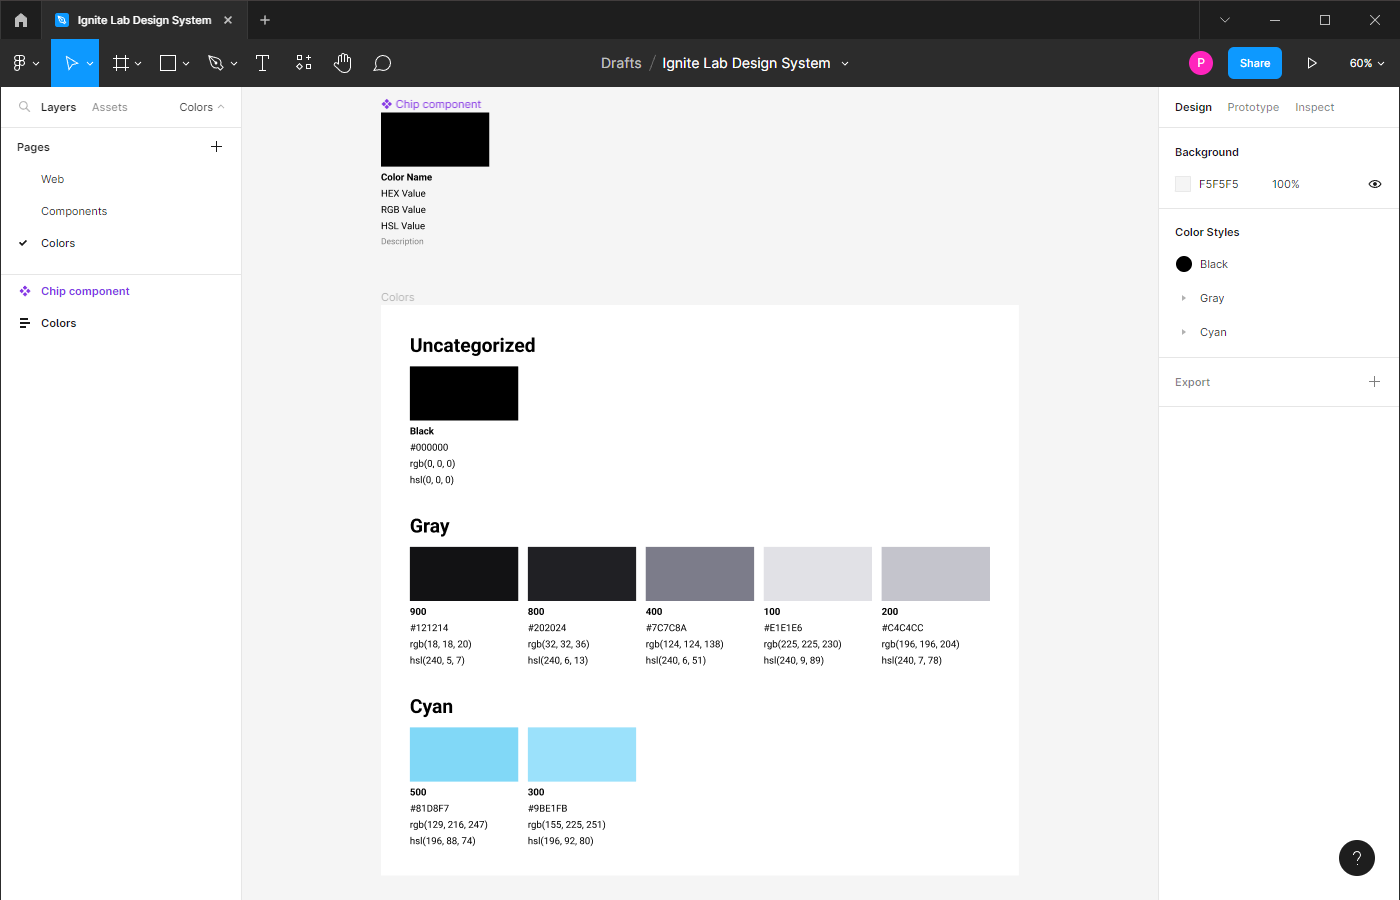 Ignite Lab Design System
Drafts / Ignite Lab Design System
P
Share
60%
Layers
Assets
Colors
Pages
Web
Components
Colors
Chip component
Colors
Chip component
Color Name
HEX Value
RGB Value
HSL Value
Description
Colors
Uncategorized
Black
#000000
rgb(0, 0, 0)
hsl(0, 0, 0)
Gray
900
#121214
rgb(18, 18, 20)
hsl(240, 5, 7)
800
#202024
rgb(32, 32, 36)
hsl(240, 6, 13)
400
#7C7C8A
rgb(124, 124, 138)
hsl(240, 6, 51)
100
#E1E1E6
rgb(225, 225, 230)
hsl(240, 9, 89)
200
#C4C4CC
rgb(196, 196, 204)
hsl(240, 7, 78)
Cyan
500
#81D8F7
rgb(129, 216, 247)
hsl(196, 88, 74)
300
#9BE1FB
rgb(155, 225, 251)
hsl(196, 92, 80)
Design
Prototype
Inspect
Background
F5F5F5
100%
Color Styles
Black
Gray
Cyan
Export
?